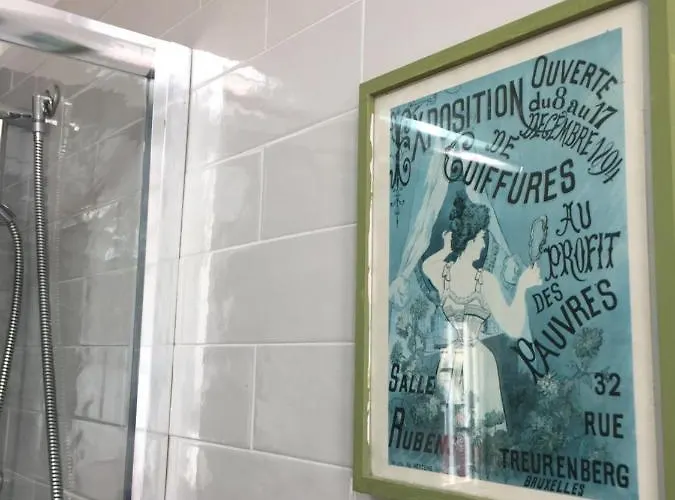 EXPOSITION
DE
COIFFURES
OUVERTE
du 8 au 17
DÉCEMBRE
AU
PROFIT
DES
PAUVRES
SALLE
RUBENS
32
RUE
TREURENBERG
BRUXELLES